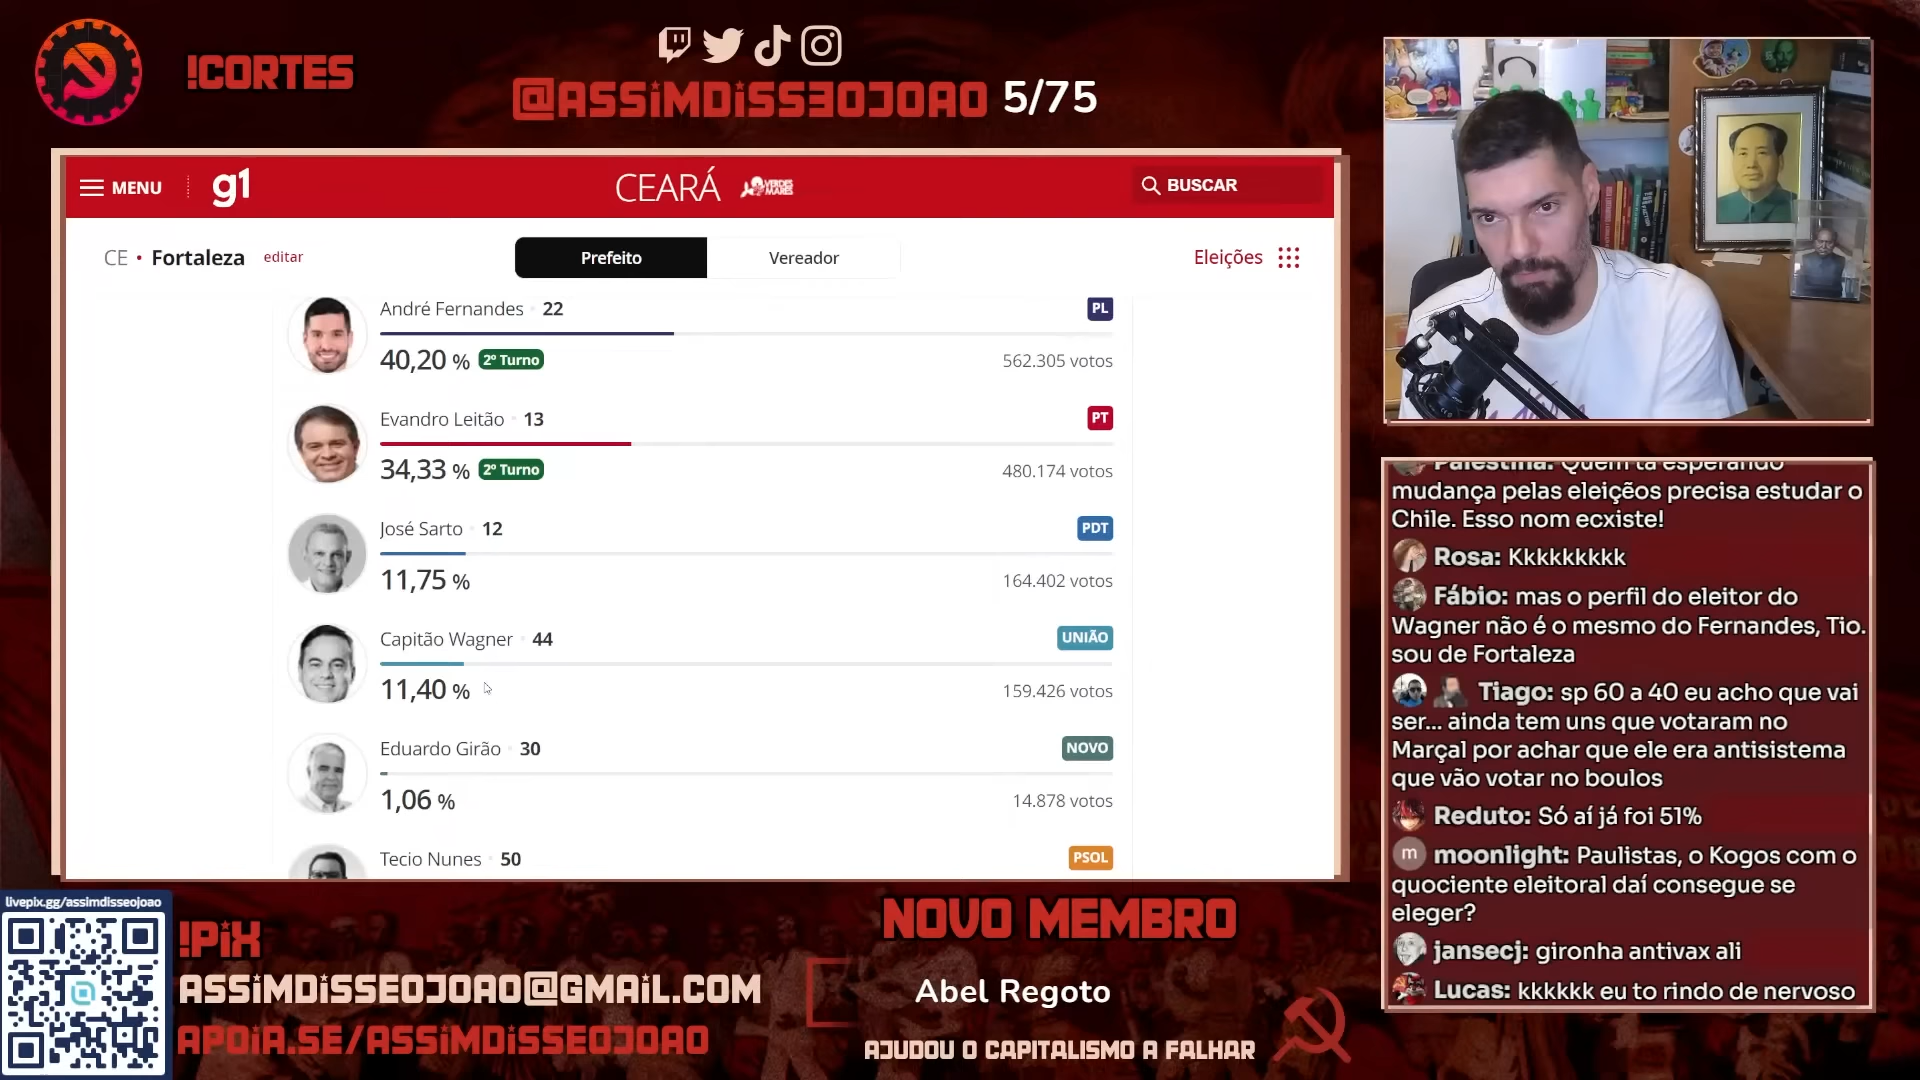 !CORTES
@ASSIMDISSEOJOAO 5/75
MENU
g1
CEARÁ
VERDES MARES
BUSCAR
CE • Fortaleza editar
Prefeito
Vereador
Eleições
André Fernandes 22
PL
40,20 % 2º Turno
562.305 votos
Evandro Leitão 13
PT
34,33 % 2º Turno
480.174 votos
José Sarto 12
PDT
11,75 %
164.402 votos
Capitão Wagner 44
UNIÃO
11,40 %
159.426 votos
Eduardo Girão 30
NOVO
1,06 %
14.878 votos
Tecio Nunes 50
PSOL
Palestina: Quem tá esperando
mudança pelas eleições precisa estudar o
Chile. Esso nom ecxiste!
Rosa: Kkkkkkkkk
Fábio: mas o perfil do eleitor do
Wagner não é o mesmo do Fernandes, Tio.
sou de Fortaleza
Tiago: sp 60 a 40 eu acho que vai
ser... ainda tem uns que votaram no
Marçal por achar que ele era antisistema
que vão votar no boulos
Reduto: Só aí já foi 51%
m moonlight: Paulistas, o Kogos com o
quociente eleitoral daí consegue se
eleger?
jansecj: gironha antivax ali
Lucas: kkkkkk eu to rindo de nervoso
livepix.gg/assimdisseojoao
!PIX
ASSIMDISSEOJOAO@GMAIL.COM
APOIA.SE/ASSIMDISSEOJOAO
NOVO MEMBRO
Abel Regoto
AJUDOU O CAPITALISMO A FALHAR